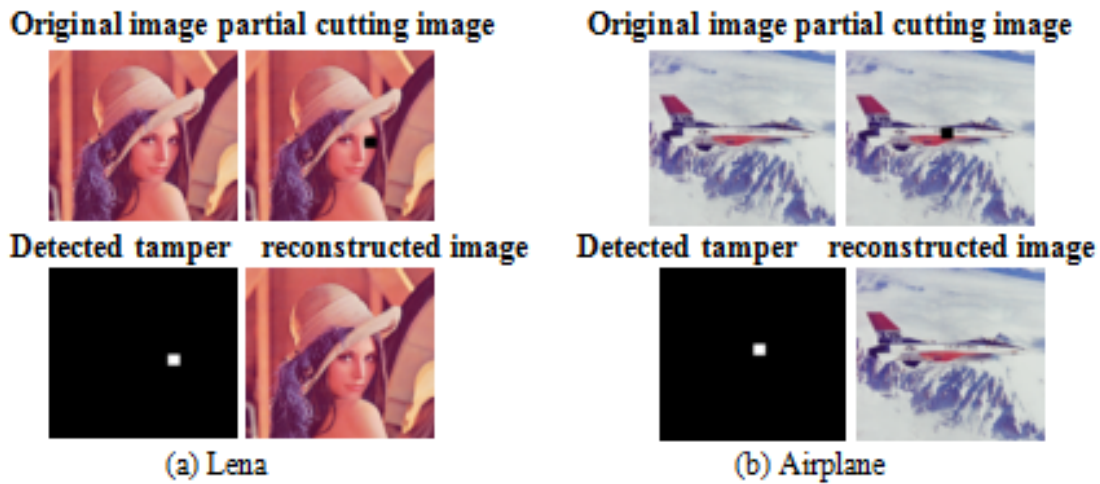 Original image partial cutting image
Original image partial cutting image
Detected tamper reconstructed image
Detected tamper reconstructed image
(a) Lena
(b) Airplane